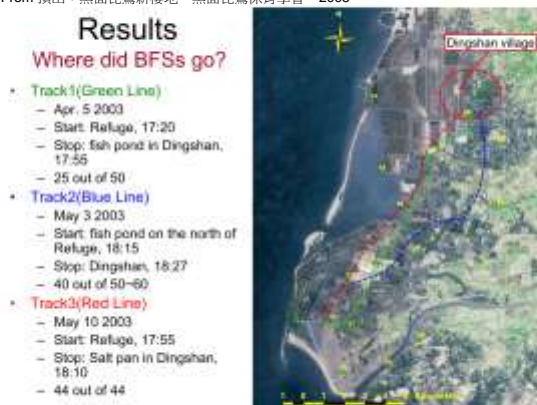 Results
Where did BFSs go?
• Track1(Green Line)
– Apr. 5 2003
– Start: Refuge, 17:20
– Stop: fish pond in Dingshan,
17:55
– 25 out of 50
• Track2(Blue Line)
– May 3 2003
– Start: fish pond on the north of
Refuge, 18:15
– Stop: Dingshan, 18:27
– 40 out of 50~60
• Track3(Red Line)
– May 10 2003
– Start: Refuge, 17:55
– Stop: Salt pan in Dingshan,
18:10
– 44 out of 44
Dingshan village